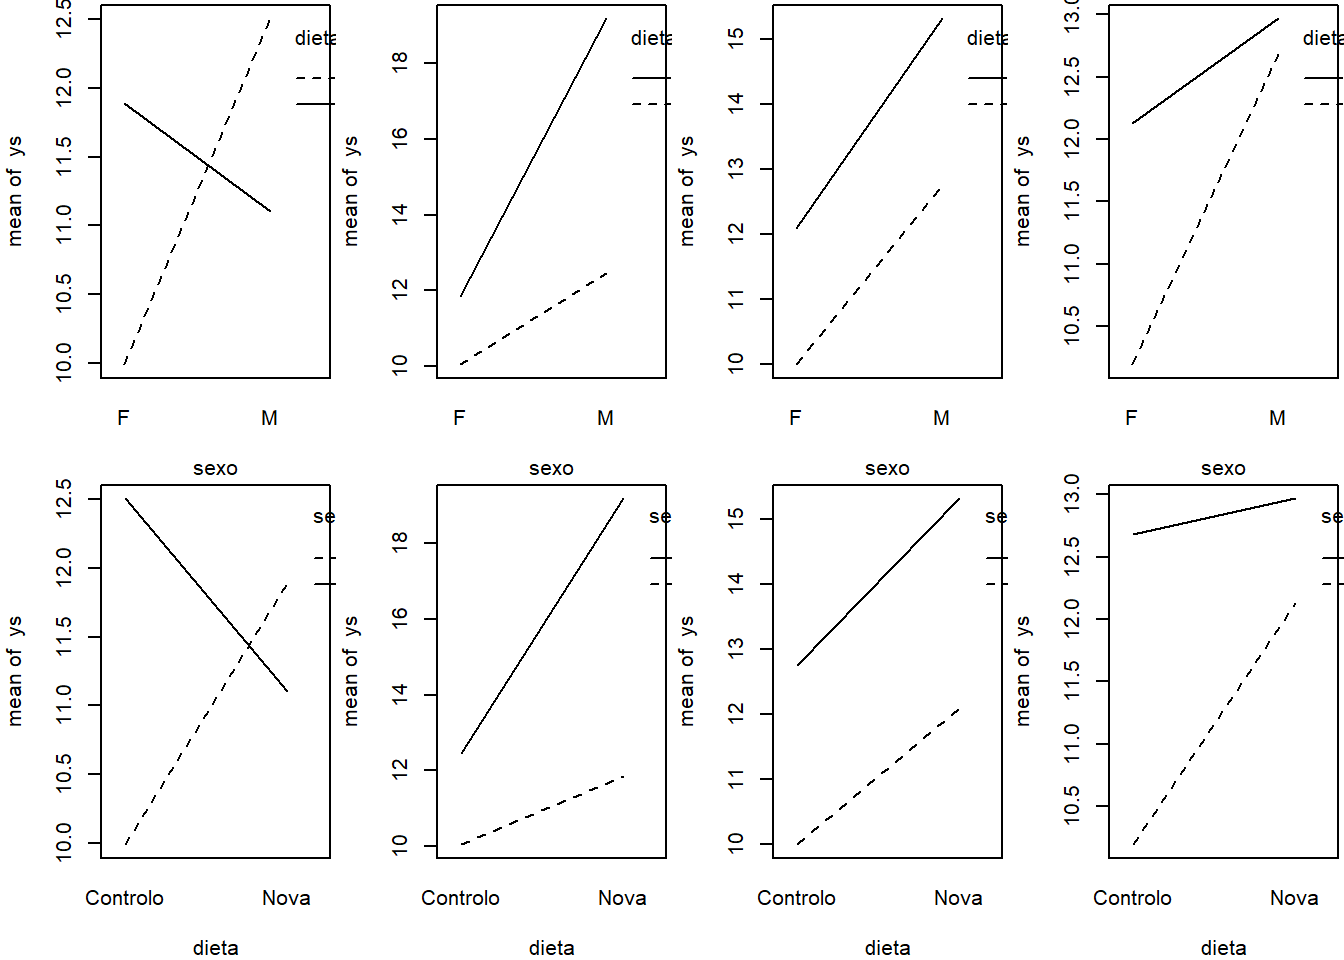 mean of ys
10.0 10.5 11.0 11.5 12.0 12.5
F M
sexo
dieta
mean of ys
10 12 14 16 18
F M
sexo
dieta
mean of ys
10 11 12 13 14 15
F M
sexo
dieta
mean of ys
10.5 11.0 11.5 12.0 12.5 13.0
F M
sexo
dieta
mean of ys
10.0 10.5 11.0 11.5 12.0 12.5
Controlo Nova
dieta
se
mean of ys
10 12 14 16 18
Controlo Nova
dieta
se
mean of ys
10 11 12 13 14 15
Controlo Nova
dieta
se
mean of ys
10.5 11.0 11.5 12.0 12.5 13.0
Controlo Nova
dieta
se